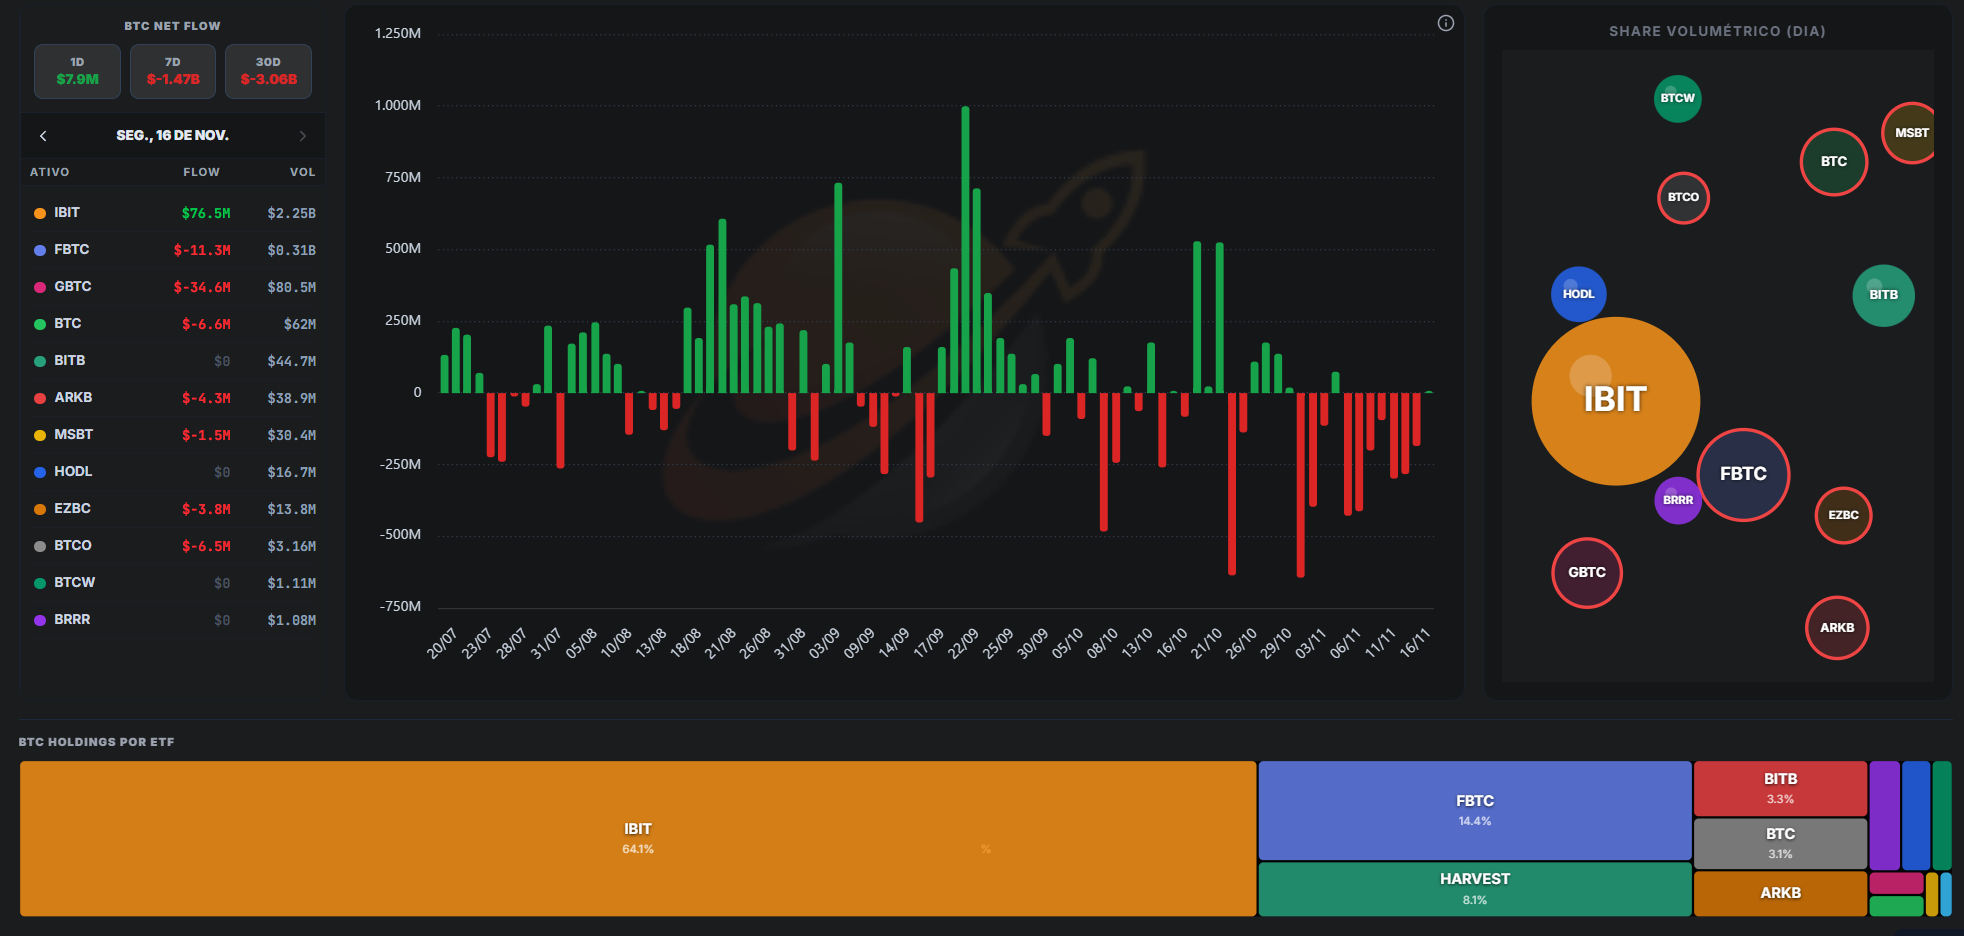 BTC NET FLOW
1D
$7.9M
7D
$-1.47B
30D
$-3.06B
SEG., 16 DE NOV.
ATIVO FLOW VOL
IBIT $76.5M $2.25B
FBTC $-11.3M $0.31B
GBTC $-34.6M $80.5M
BTC $-6.6M $62M
BITB $0 $44.7M
ARKB $-4.3M $38.9M
MSBT $-1.5M $30.4M
HODL $0 $16.7M
EZBC $-3.8M $13.8M
BTCO $-6.5M $3.16M
BTCW $0 $1.11M
BRRR $0 $1.08M
1.250M
1.000M
750M
500M
250M
0
-250M
-500M
-750M
20/07 23/07 28/07 31/07 05/08 10/08 13/08 18/08 21/08 26/08 31/08 03/09 09/09 14/09 17/09 22/09 25/09 30/09 05/10 08/10 13/10 16/10 21/10 26/10 29/10 03/11 06/11 11/11 16/11
SHARE VOLUMÉTRICO (DIA)
BTCW
MSBT
BTC
BTCO
HODL
BITB
IBIT
FBTC
BRRR
EZBC
GBTC
ARKB
BTC HOLDINGS POR ETF
IBIT
64.1%
%
FBTC
14.4%
HARVEST
8.1%
BITB
3.3%
BTC
3.1%
ARKB